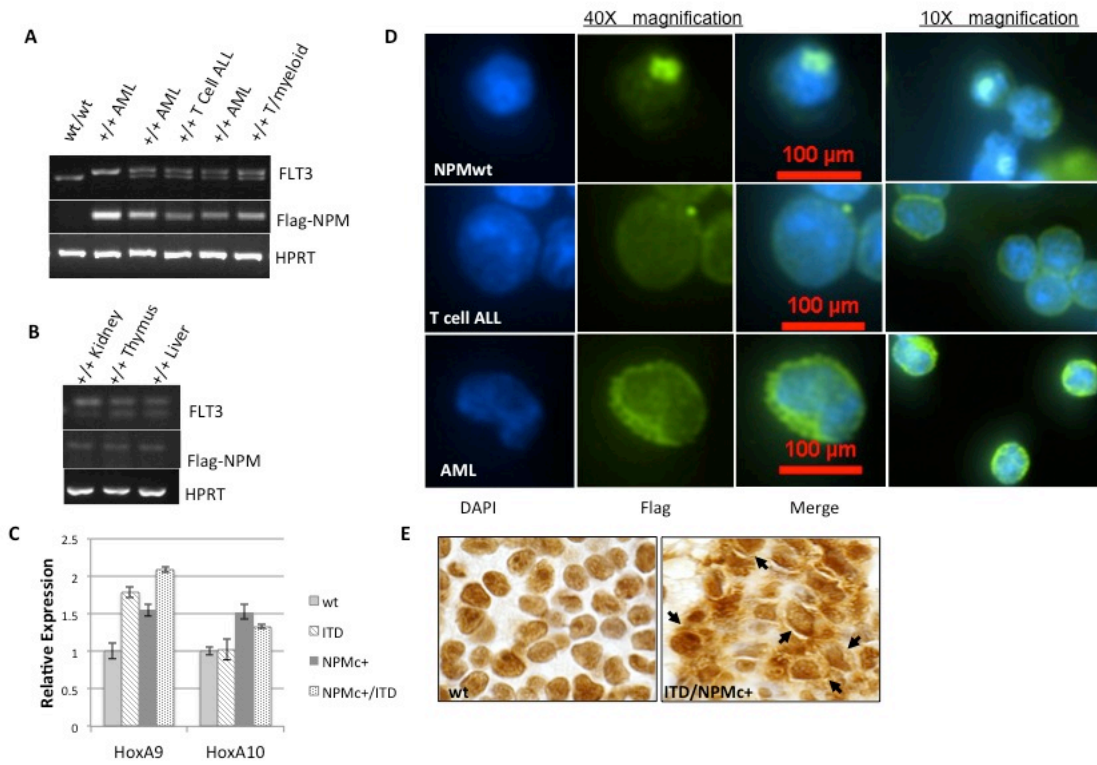 A
wt/wt
+/+ AML
+/+ AML
+/+ T Cell ALL
+/+ AML
+/+ T/myeloid
FLT3
Flag-NPM
HPRT
B
+/+ Kidney
+/+ Thymus
+/+ Liver
FLT3
Flag-NPM
HPRT
C
Relative Expression
2.5
2
1.5
1
0.5
0
HoxA9
HoxA10
wt
ITD
NPMc+
NPMc+/ITD
D
40X magnification
10X magnification
NPMwt
100 µm
T cell ALL
100 µm
AML
100 µm
DAPI
Flag
Merge
E
wt
ITD/NPMc+